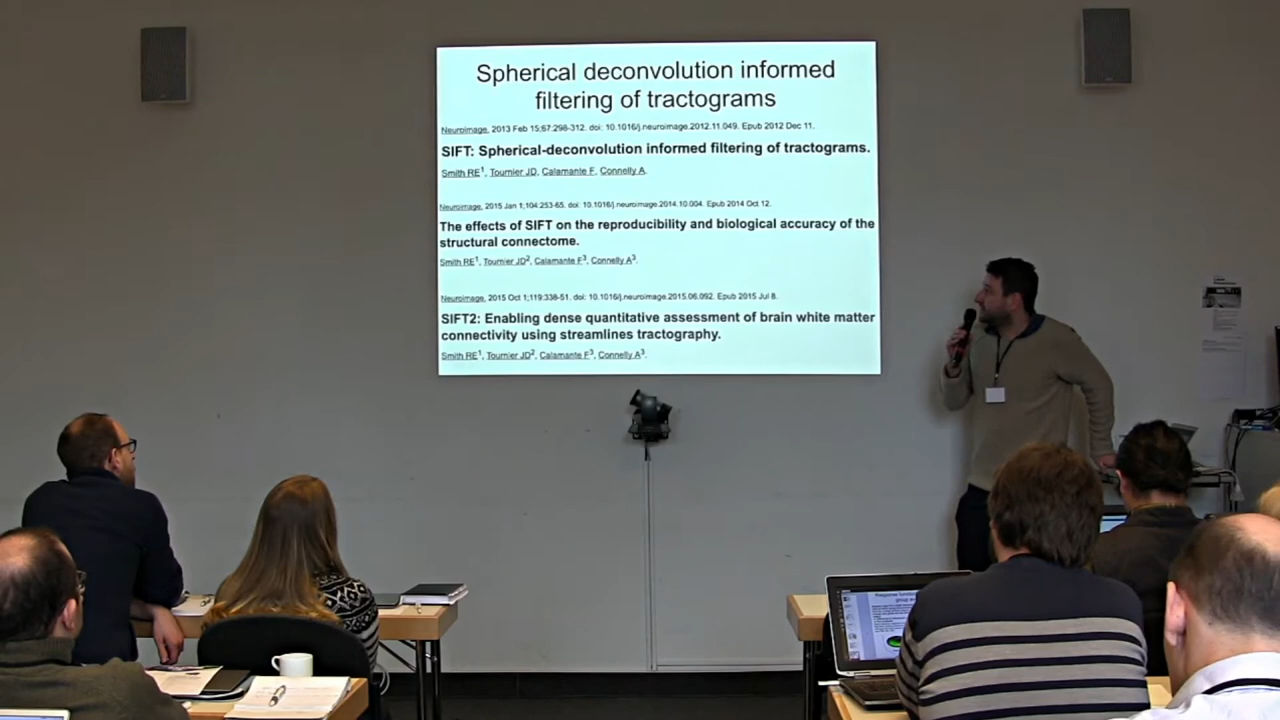 Spherical deconvolution informed
filtering of tractograms
Neuroimage. 2013 Feb 15;67:298-312. doi: 10.1016/j.neuroimage.2012.11.049. Epub 2012 Dec 11.
SIFT: Spherical-deconvolution informed filtering of tractograms.
Smith RE1, Tournier JD, Calamante F, Connelly A.
Neuroimage. 2015 Jan 1;104:253-65. doi: 10.1016/j.neuroimage.2014.10.004. Epub 2014 Oct 12.
The effects of SIFT on the reproducibility and biological accuracy of the
structural connectome.
Smith RE1, Tournier JD2, Calamante F3, Connelly A3.
Neuroimage. 2015 Oct 1;119:338-51. doi: 10.1016/j.neuroimage.2015.06.092. Epub 2015 Jul 8.
SIFT2: Enabling dense quantitative assessment of brain white matter
connectivity using streamlines tractography.
Smith RE1, Tournier JD2, Calamante F3, Connelly A3.
Response function
group